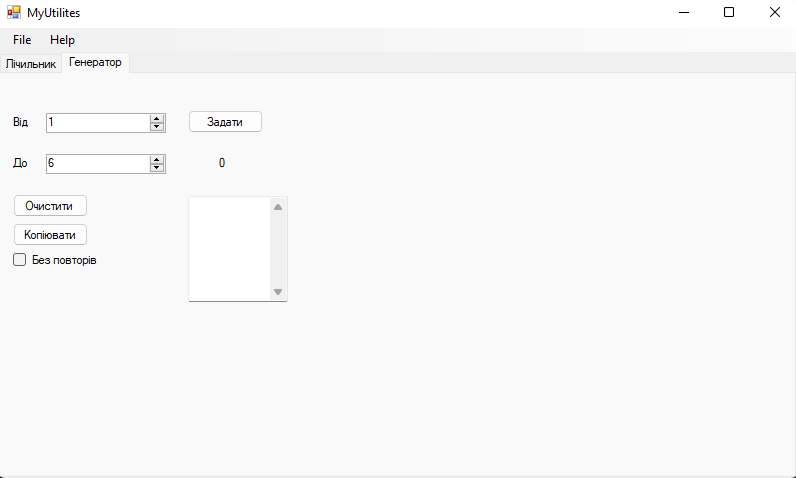 MyUtilites
File Help
Лічильник Генератор
Від 1 Задати
До 6 0
Очистити
Копіювати
Без повторів